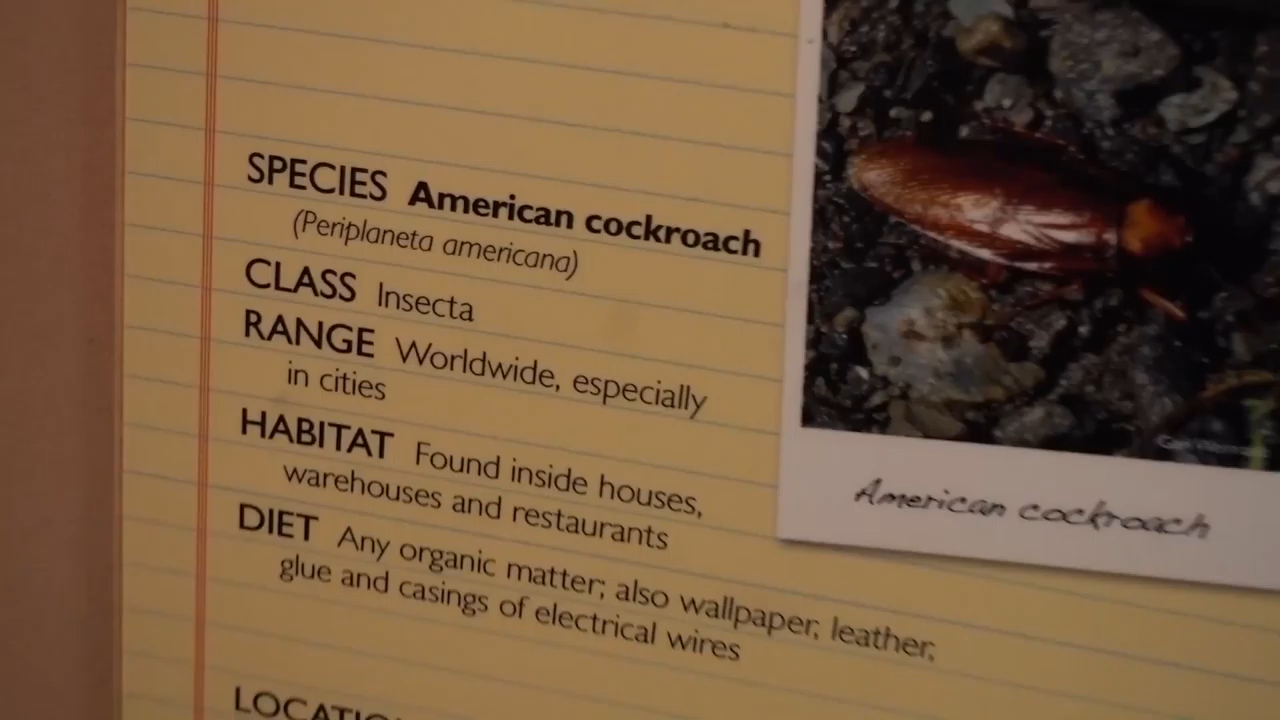 SPECIES American cockroach
(Periplaneta americana)
CLASS Insecta
RANGE Worldwide, especially
in cities
HABITAT Found inside houses,
warehouses and restaurants
DIET Any organic matter; also wallpaper, leather,
glue and casings of electrical wires
American cockroach